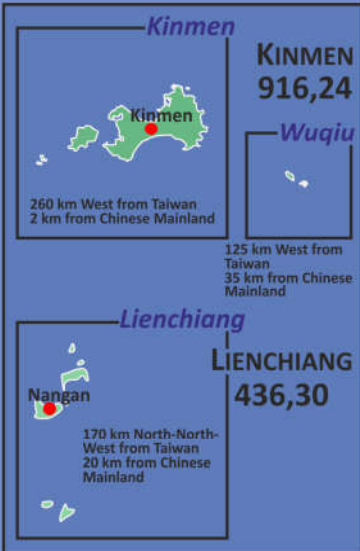 Kinmen
KINMEN
916,24
Kinmen
260 km West from Taiwan
2 km from Chinese Mainland
Wuqiu
125 km West from
Taiwan
35 km from Chinese
Mainland
Lienchiang
LIENCHIANG
436,30
Nangan
170 km North-North-
West from Taiwan
20 km from Chinese
Mainland